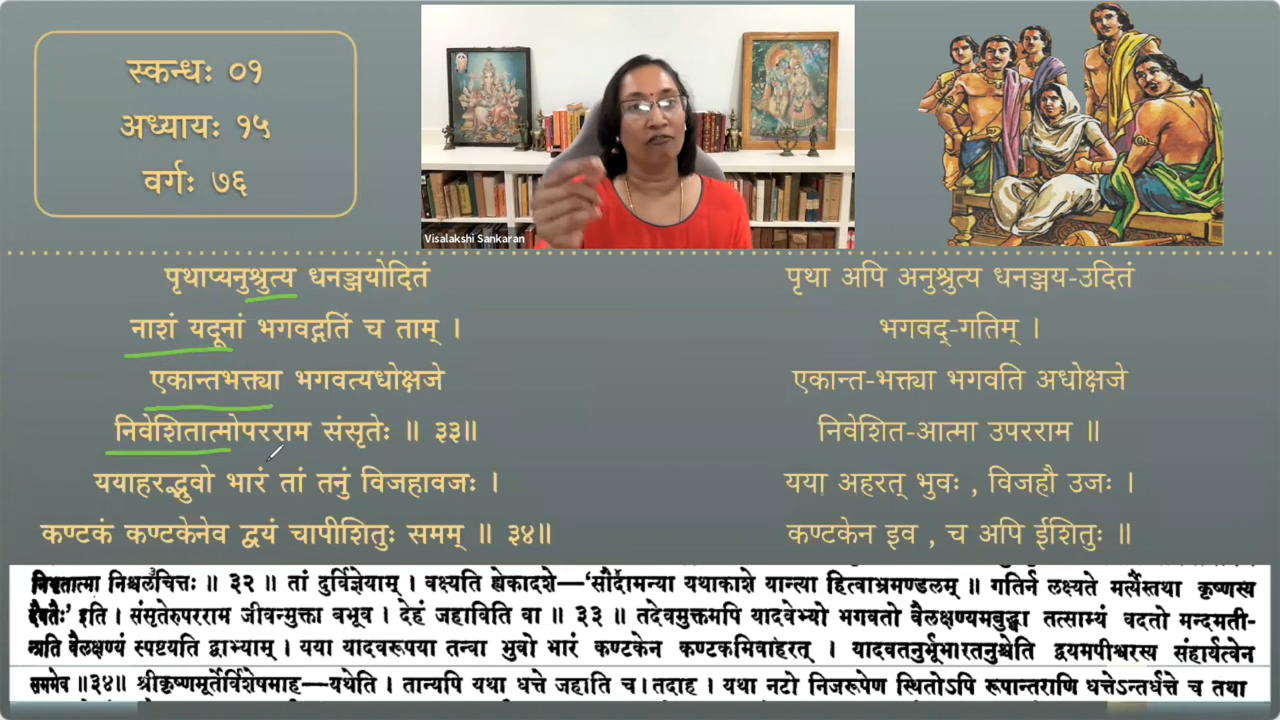 स्कन्धः ०१
अध्यायः १५
वर्गः ७६
Visalakshi Sankaran
पृथाप्यनुश्रुत्य धनञ्जयोदितं
नाशं यदूनां भगवद्गतिं च ताम् ।
एकान्तभक्त्या भगवत्यधोक्षजे
निवेशितात्मोपरराम संसृतेः ॥ ३३॥
ययाहरद्भुवो भारं तां तनुं विजहावजः ।
कण्टकं कण्टकेनेव द्वयं चापीशितुः समम् ॥ ३४॥
पृथा अपि अनुश्रुत्य धनञ्जय-उदितं
भगवद्-गतिम् ।
एकान्त-भक्त्या भगवति अधोक्षजे
निवेशित-आत्मा उपरराम ॥
यया अहरत् भुवः , विजहौ उजः ।
कण्टकेन इव , च अपि ईशितुः ॥
निश्चलचित्तः ॥ ३२ ॥ तां दुर्विज्ञेयाम् । वक्ष्यति ह्येकादशे—‘सौदामन्या यथाकाशे यान्त्या हित्वाभ्रमण्डलम् ॥ गतिर्न लक्ष्यते मर्त्यैस्तथा कृष्णस्य
दैवतैः’ इति । संसृतेरुपरराम जीवन्मुक्ता बभूव । देहं जहाविति वा ॥ ३३ ॥ तदेवमुक्तमपि यादवेभ्यो भगवतो वैलक्षण्यमबुद्ध्वा तत्साम्यं वदतो मन्दमती-
न्प्रति वैलक्षण्यं स्पष्टयति द्वाभ्याम् । यया यादवरूपया तन्वा भुवो भारं कण्टकेन कण्टकमिवाहरत् । यादवतनुर्भूभारतनुश्चेति द्वयमपीश्वरस्य संहार्यत्वेन
सममेव ॥३४॥ श्रीकृष्णमूर्तेर्विशेषमाह—यथेति । तान्यपि यथा धत्ते जहाति च । तदाह । यथा नटो निजरूपेण स्थितोऽपि रूपान्तराणि धत्तेऽन्तर्धत्ते च तथा